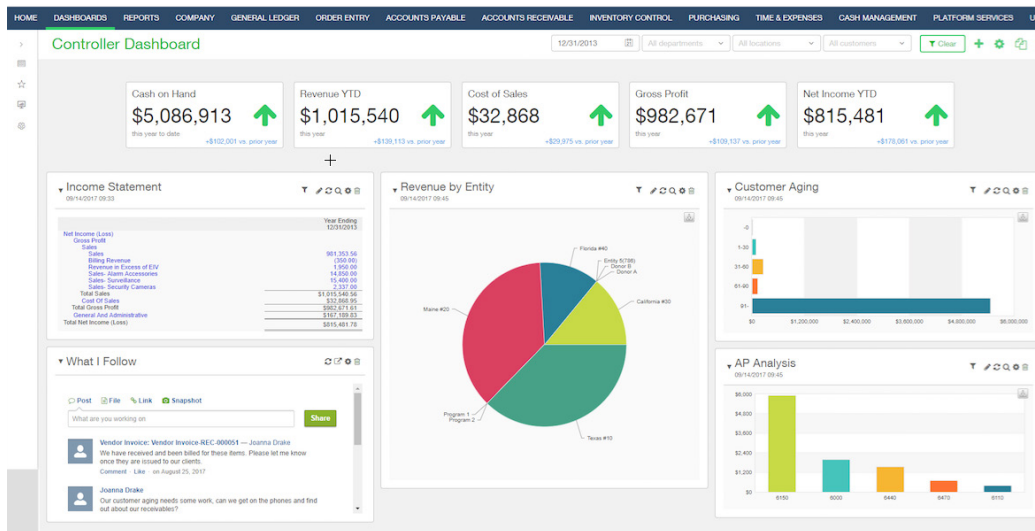 HOME DASHBOARDS REPORTS COMPANY GENERAL LEDGER ORDER ENTRY ACCOUNTS PAYABLE ACCOUNTS RECEIVABLE INVENTORY CONTROL PURCHASING TIME & EXPENSES CASH MANAGEMENT PLATFORM SERVICES
Controller Dashboard
12/31/2013 All departments All locations All customers Clear
Cash on Hand
$5,086,913
this year to date
+$102,001 vs. prior year
Revenue YTD
$1,015,540
this year
+$139,113 vs. prior year
Cost of Sales
$32,868
this year
+$29,975 vs. prior year
Gross Profit
$982,671
this year
+$109,137 vs. prior year
Net Income YTD
$815,481
this year
+$178,061 vs. prior year
Income Statement
09/14/2017 09:33
Year Ending
12/31/2013
Net Income (Loss)
Gross Profit
Sales
Sales 991,353.56
Billing Revenue (350.00)
Revenue in Excess of EIV 1,950.00
Sales- Alarm Accessories 14,850.00
Sales- Surveillance 5,400.00
Sales- Security Cameras 2,337.00
Total Sales $1,015,540.56
Cost Of Sales $32,868.95
Total Gross Profit $982,671.61
General And Administrative $167,189.83
Total Net Income (Loss) $815,481.78
What I Follow
Post File Link Snapshot
What are you working on
Share
Vendor Invoice: Vendor Invoice-REC-000051 — Joanna Drake
We have received and been billed for these items. Please let me know
once they are issued to our clients.
Comment · Like · on August 25, 2017
Joanna Drake
Our customer aging needs some work, can we get on the phones and find
out about our receivables?
Revenue by Entity
09/14/2017 09:45
Florida #40
Entity 5(788)
Donor B
Donor A
California #30
Maine #20
Program 1
Program 2
Texas #10
Customer Aging
09/14/2017 09:45
-0
1-30
31-60
61-90
91-
$0 $1,200,000 $2,400,000 $3,600,000 $4,800,000 $6,000,000
AP Analysis
09/14/2017 09:45
$6,000
$4,800
$3,600
$2,400
$1,200
$0
6150 6000 6440 6470 6110